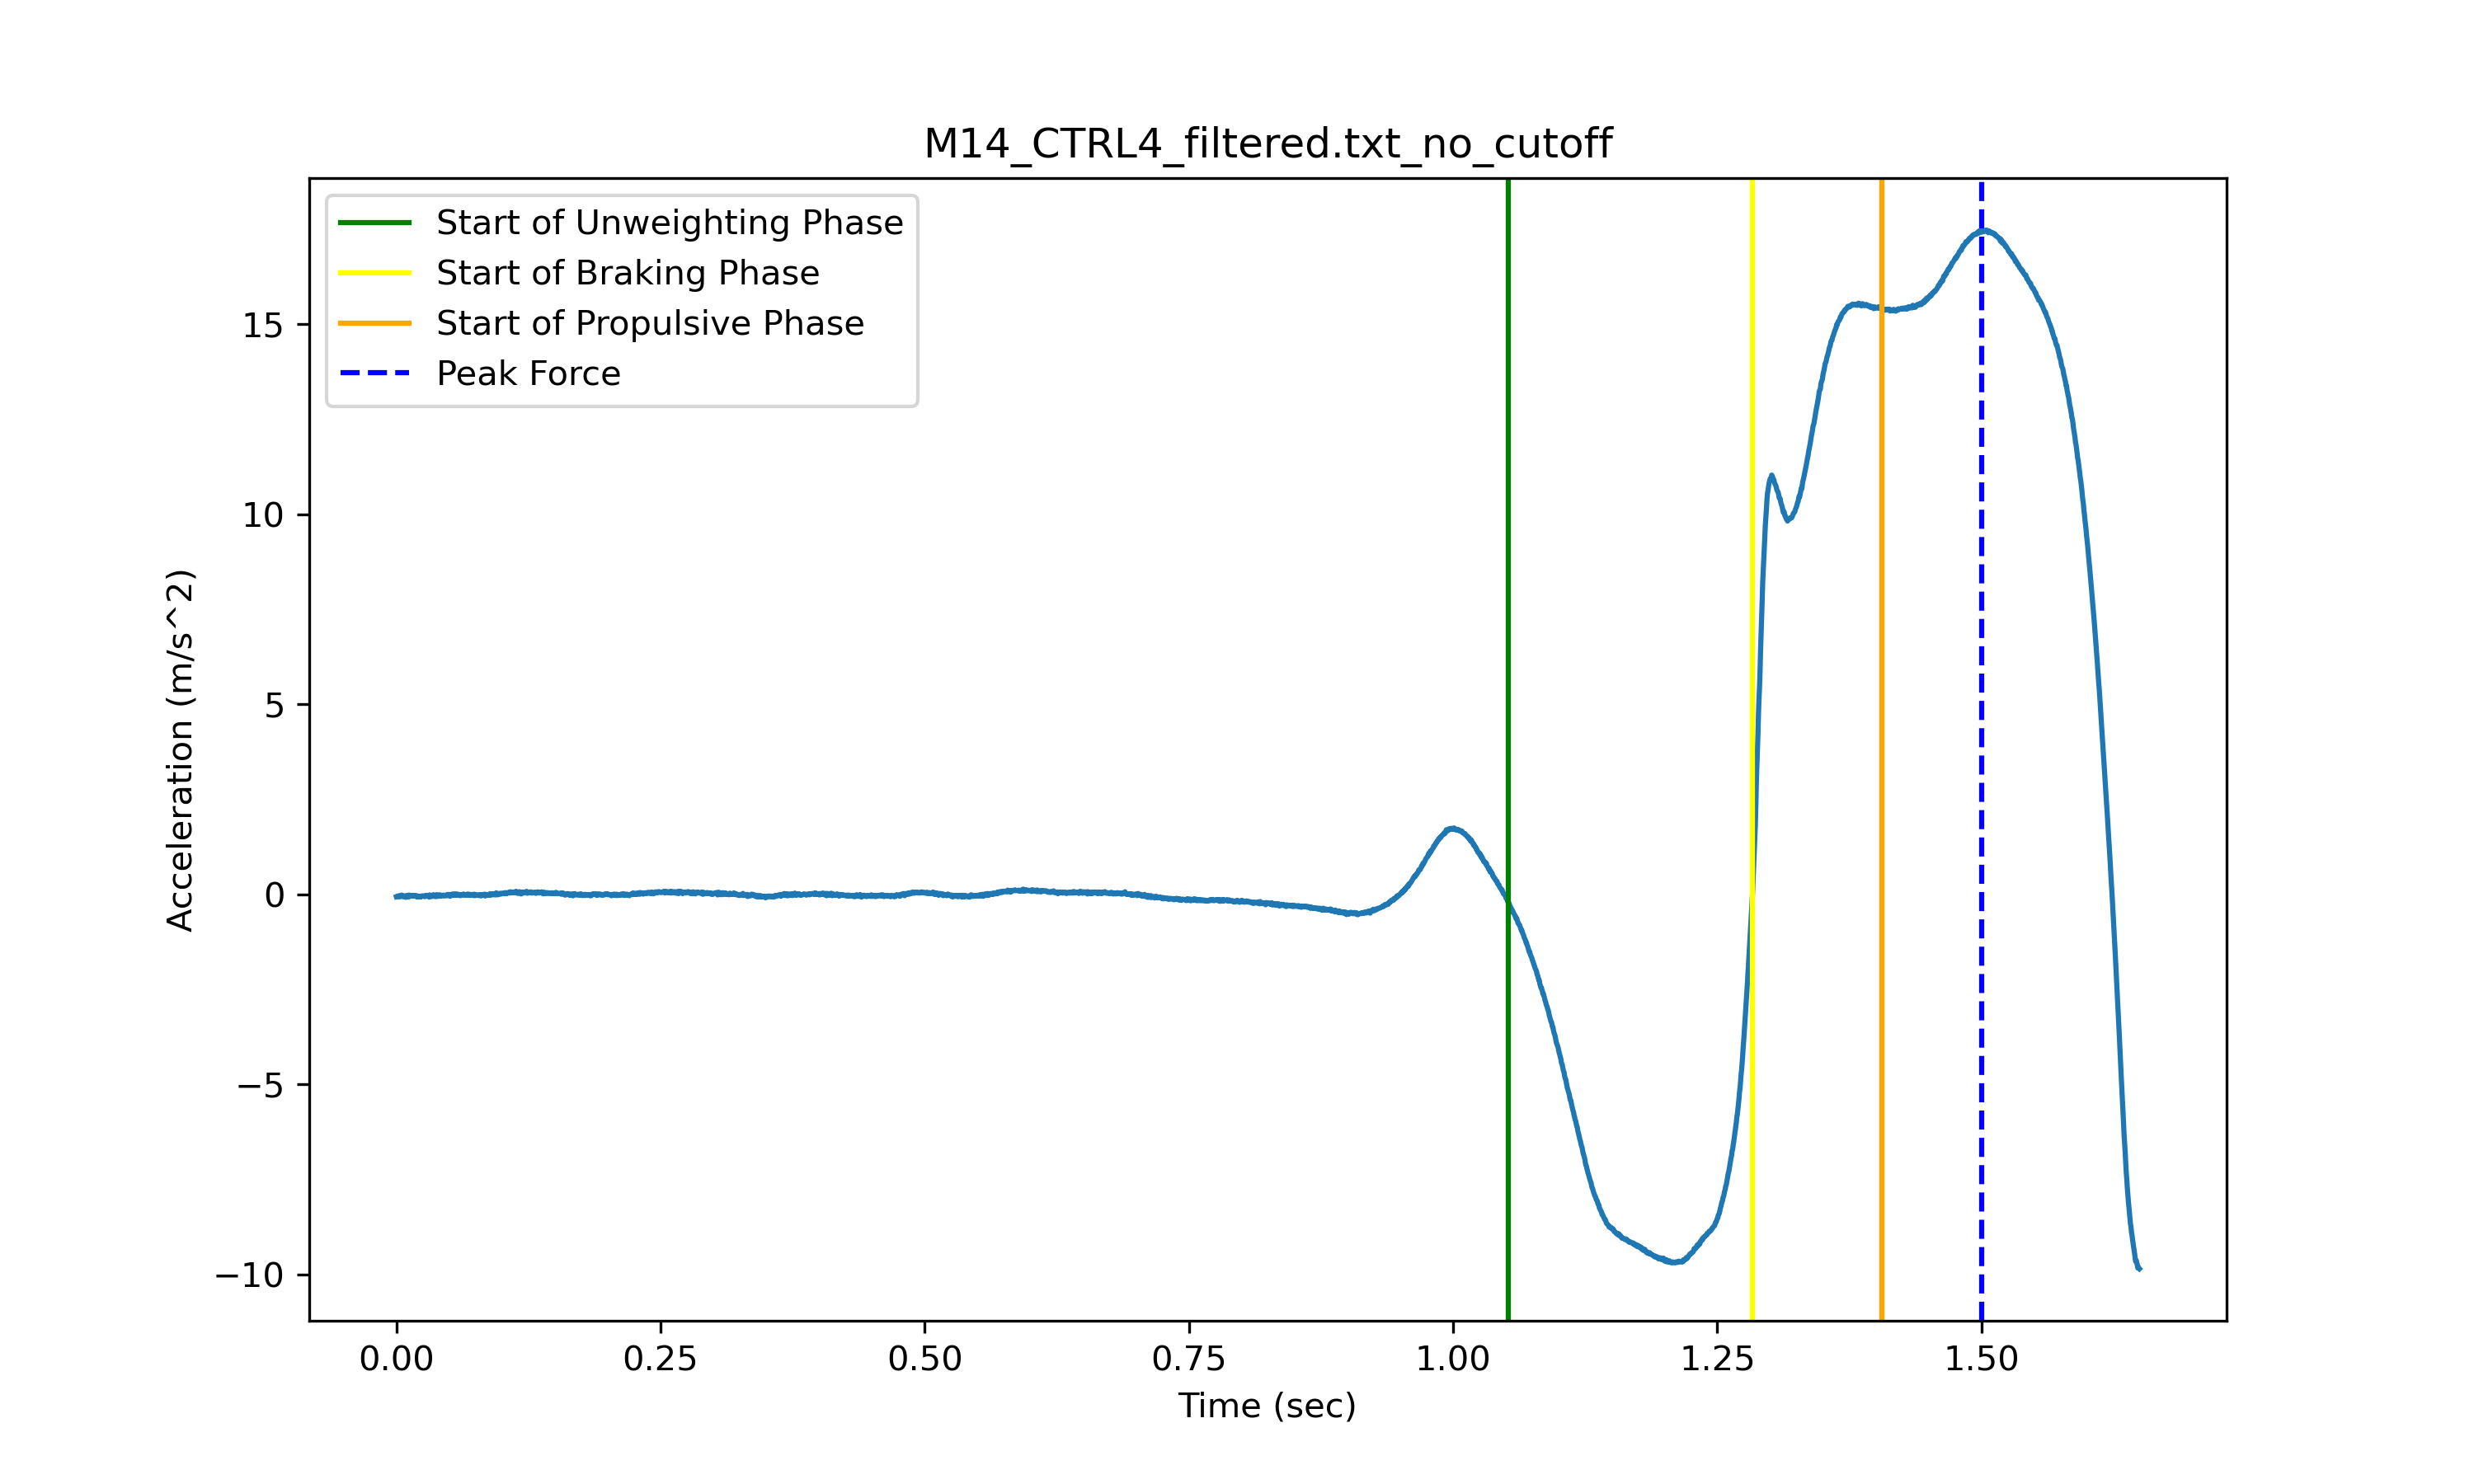 M14_CTRL4_filtered.txt_no_cutoff
Start of Unweighting Phase
Start of Braking Phase
Start of Propulsive Phase
Peak Force
15
10
5
0
−5
−10
Acceleration (m/s^2)
0.00 0.25 0.50 0.75 1.00 1.25 1.50
Time (sec)